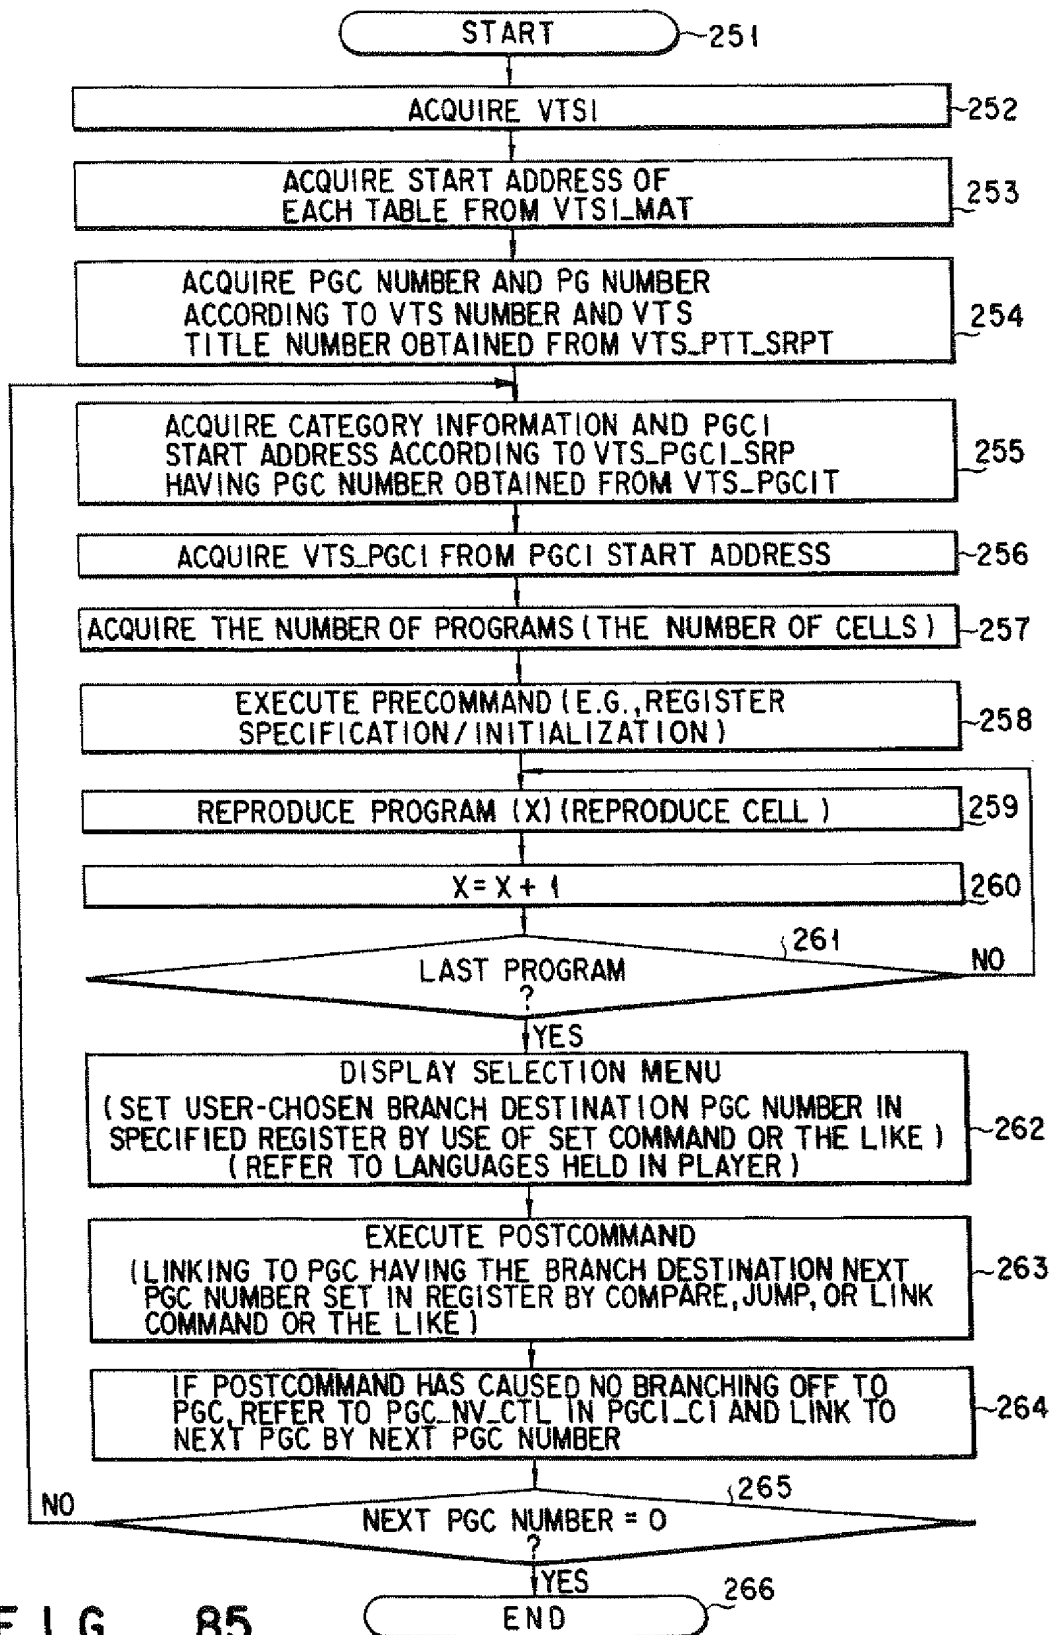 START
251
ACQUIRE VTSI
252
ACQUIRE START ADDRESS OF
EACH TABLE FROM VTSI_MAT
253
ACQUIRE PGC NUMBER AND PG NUMBER
ACCORDING TO VTS NUMBER AND VTS
TITLE NUMBER OBTAINED FROM VTS_PTT_SRPT
254
ACQUIRE CATEGORY INFORMATION AND PGCI
START ADDRESS ACCORDING TO VTS_PGCI_SRP
HAVING PGC NUMBER OBTAINED FROM VTS_PGCIT
255
ACQUIRE VTS_PGCI FROM PGCI START ADDRESS
256
ACQUIRE THE NUMBER OF PROGRAMS (THE NUMBER OF CELLS)
257
EXECUTE PRECOMMAND (E.G., REGISTER
SPECIFICATION/INITIALIZATION)
258
REPRODUCE PROGRAM (X) (REPRODUCE CELL)
259
X = X + 1
260
261
LAST PROGRAM
?
NO
YES
DISPLAY SELECTION MENU
(SET USER-CHOSEN BRANCH DESTINATION PGC NUMBER IN
SPECIFIED REGISTER BY USE OF SET COMMAND OR THE LIKE)
(REFER TO LANGUAGES HELD IN PLAYER)
262
EXECUTE POSTCOMMAND
(LINKING TO PGC HAVING THE BRANCH DESTINATION NEXT
PGC NUMBER SET IN REGISTER BY COMPARE, JUMP, OR LINK
COMMAND OR THE LIKE)
263
IF POSTCOMMAND HAS CAUSED NO BRANCHING OFF TO
PGC, REFER TO PGC_NV_CTL IN PGCI_CI AND LINK TO
NEXT PGC BY NEXT PGC NUMBER
264
265
NO
NEXT PGC NUMBER = 0
?
YES
END
266
FIG. 85